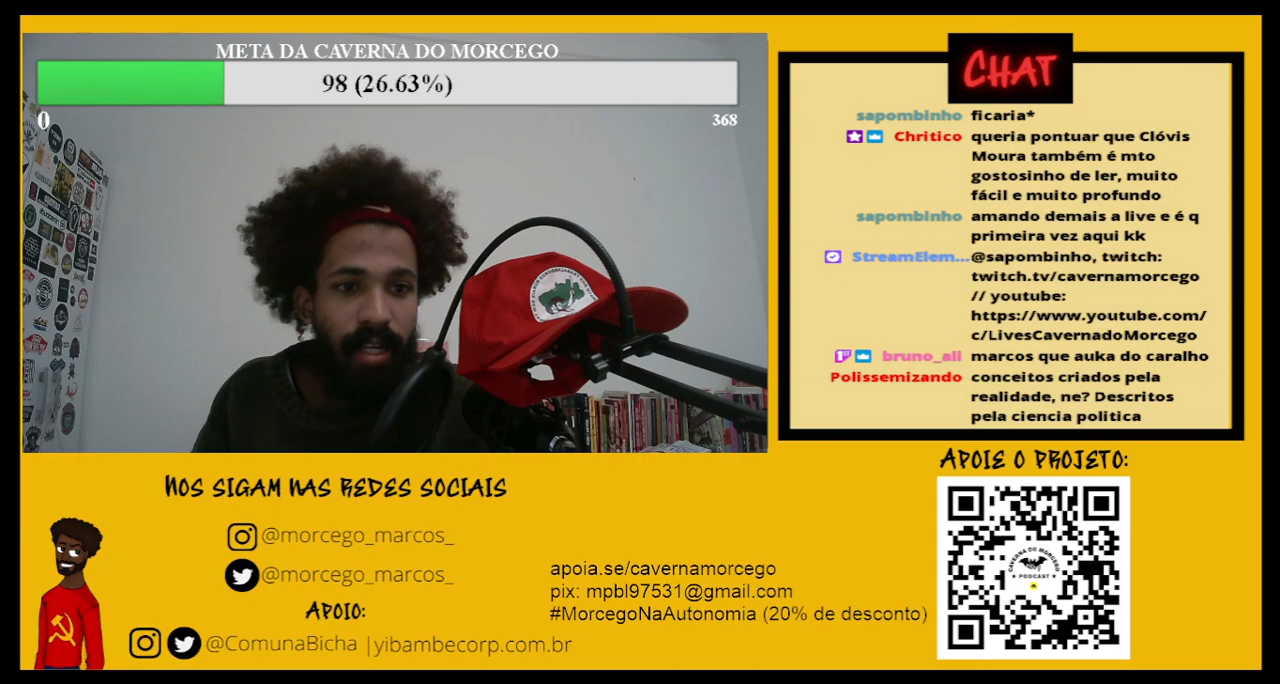 META DA CAVERNA DO MORCEGO
98 (26.63%)
0
368
CHAT
sapombinho ficaria*
Chritico queria pontuar que Clóvis
Moura também é mto
gostosinho de ler, muito
fácil e muito profundo
sapombinho amando demais a live e é q
primeira vez aqui kk
StreamElem... @sapombinho, twitch:
twitch.tv/cavernamorcego
// youtube:
https://www.youtube.com/
c/LivesCavernadoMorcego
bruno_all marcos que auka do caralho
Polissemizando conceitos criados pela
realidade, ne? Descritos
pela ciencia politica
NOS SIGAM NAS REDES SOCIAIS
@morcego_marcos_
@morcego_marcos_
APOIO:
@ComunaBicha |yibambecorp.com.br
apoia.se/cavernamorcego
pix: mpbl97531@gmail.com
#MorcegoNaAutonomia (20% de desconto)
APOIE O PROJETO:
CAVERNA DO MORCEGO
PODCAST